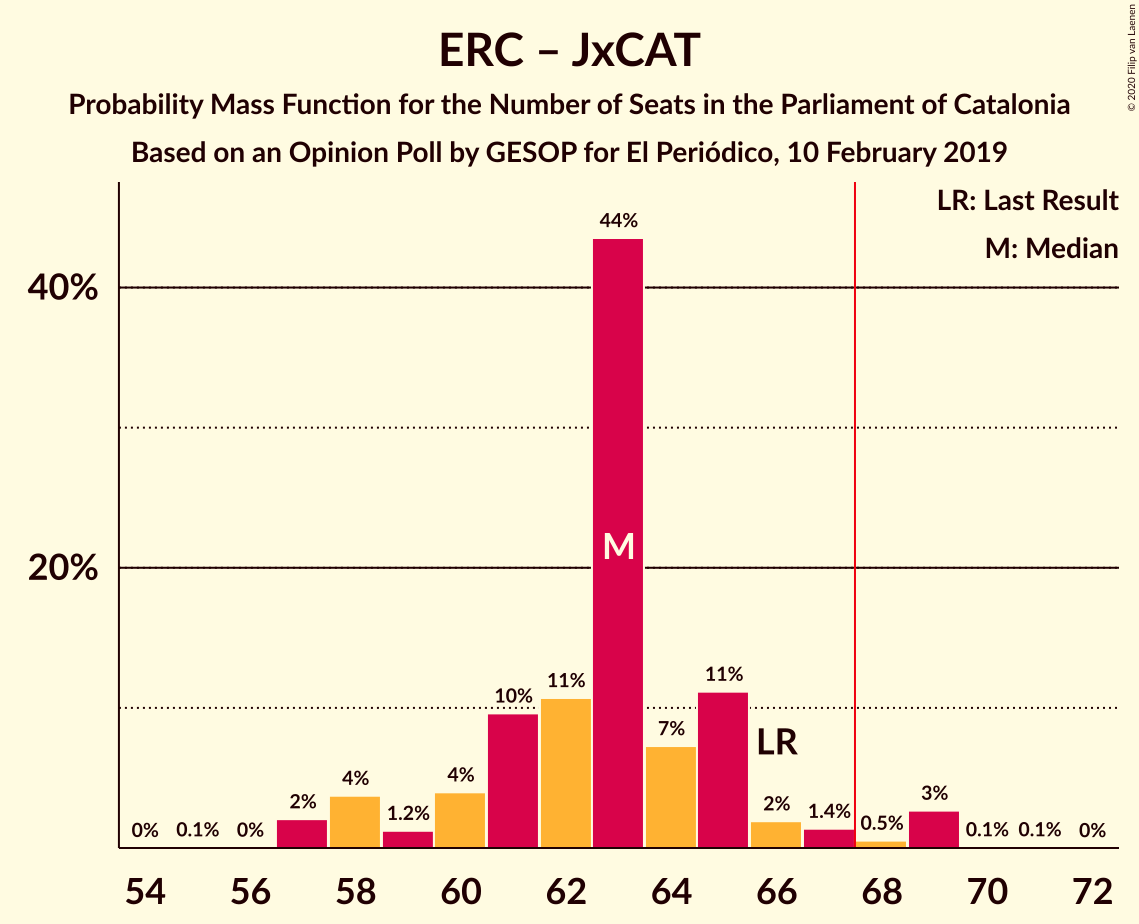 ERC – JxCAT
Probability Mass Function for the Number of Seats in the Parliament of Catalonia
Based on an Opinion Poll by GESOP for El Periódico, 10 February 2019
© 2020 Filip van Laenen
LR: Last Result
M: Median
40%
20%
0%
0.1%
0%
2%
4%
1.2%
4%
10%
11%
44%
7%
11%
2%
1.4%
0.5%
3%
0.1%
0.1%
0%
M
LR
54 56 58 60 62 64 66 68 70 72